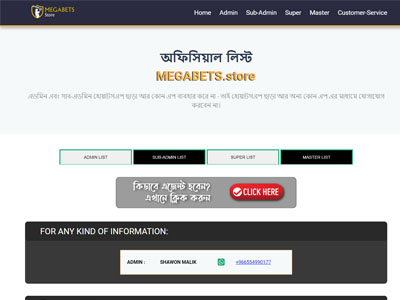 MEGABETS
Store
Home Admin Sub-Admin Super Master Customer-Service
অফিসিয়াল লিস্ট
MEGABETS.store
এডমিন এবং সাব-এডমিন হোয়াটসএপ ছাড়া আর কোন এপ ব্যবহার করে না - তাই হোয়াটসএপ ছাড়া আর অন্য কোন এপ এর মাধ্যমে যোগাযোগ
করবেন না।
ADMIN LIST SUB-ADMIN LIST SUPER LIST MASTER LIST
কিভাবে এজেন্ট হবেন?
এখানে ক্লিক করুন
CLICK HERE
FOR ANY KIND OF INFORMATION:
ADMIN : SHAWON MALIK +966554990177